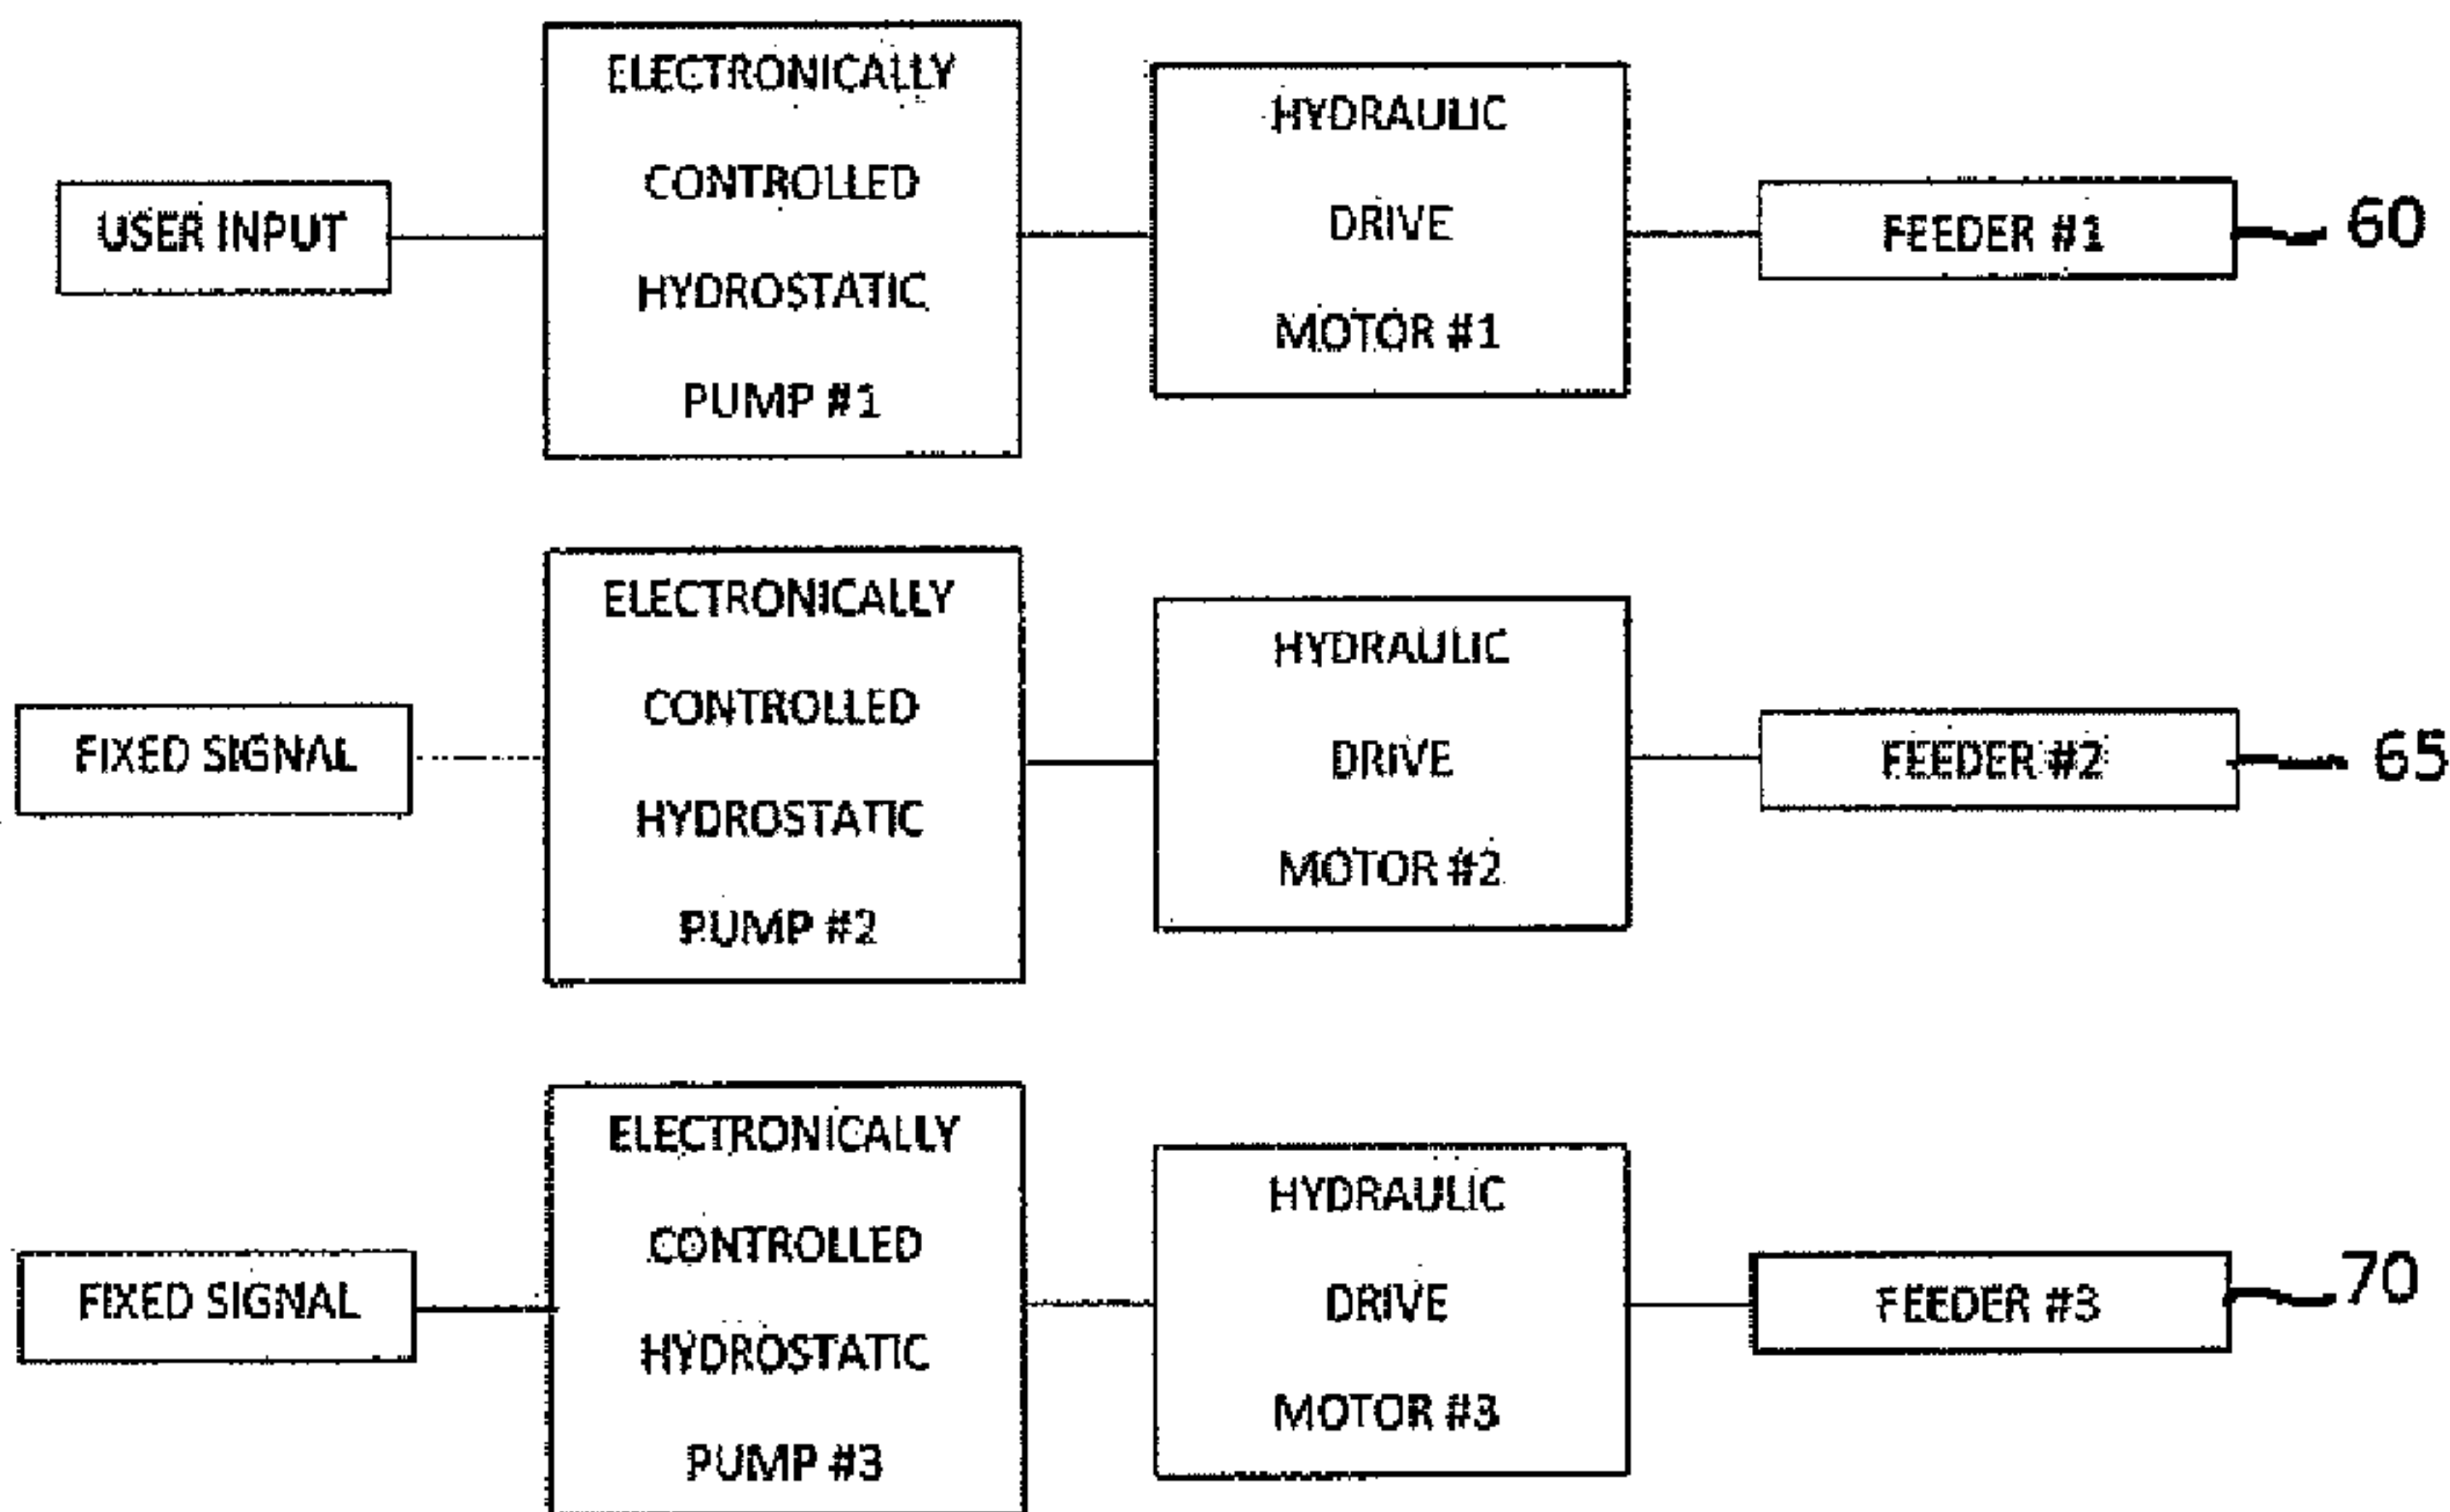 ELECTRONICALLY
CONTROLLED
HYDROSTATIC
PUMP #1
HYDRAULIC
DRIVE
MOTOR #1
USER INPUT
FEEDER #1
60
ELECTRONICALLY
CONTROLLED
HYDROSTATIC
PUMP #2
HYDRAULIC
DRIVE
MOTOR #2
FIXED SIGNAL
FEEDER #2
65
ELECTRONICALLY
CONTROLLED
HYDROSTATIC
PUMP #3
HYDRAULIC
DRIVE
MOTOR #3
FIXED SIGNAL
FEEDER #3
70